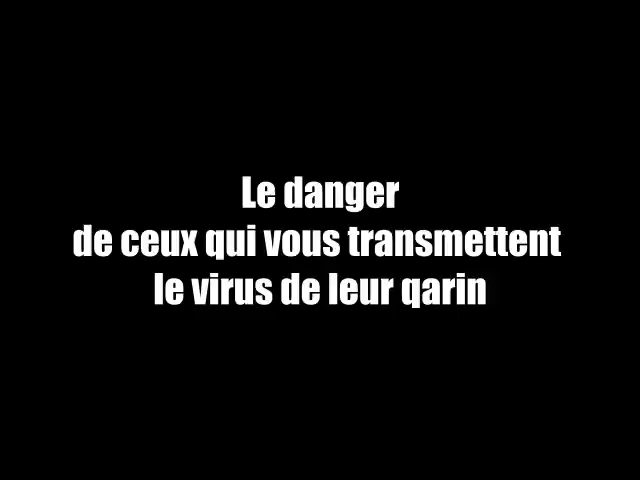 Le danger
de ceux qui vous transmettent
le virus de leur qarin